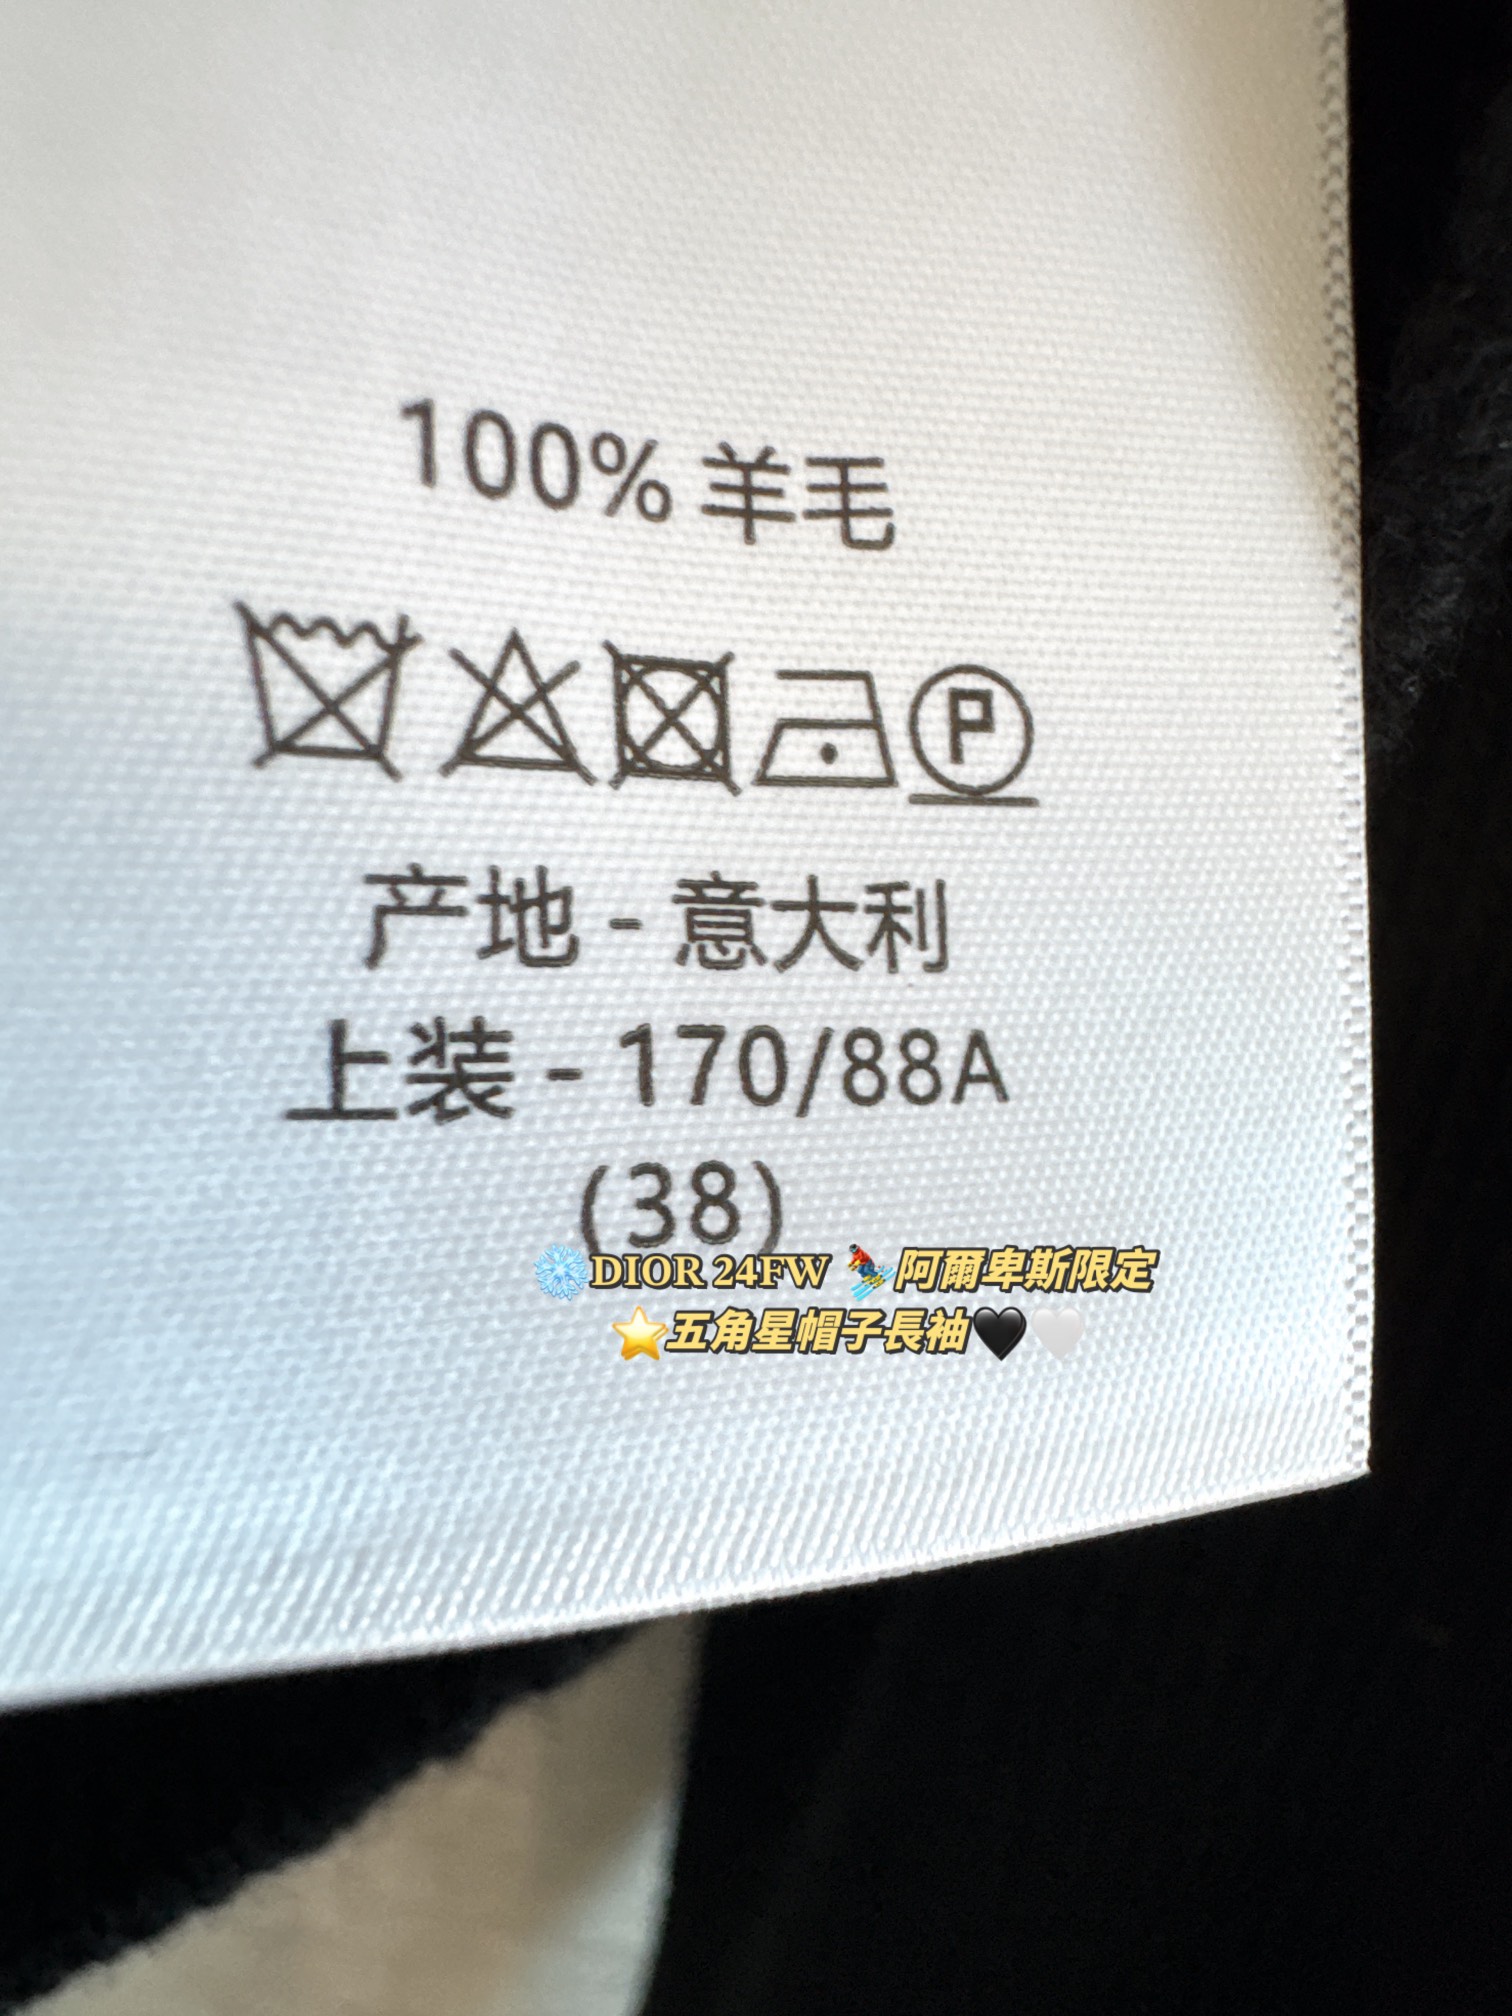 100% 羊毛
P
产地 - 意大利
上装 - 170/88A
(38)
❄️DIOR 24FW ⛷️阿爾卑斯限定
⭐五角星帽子長袖🖤🤍